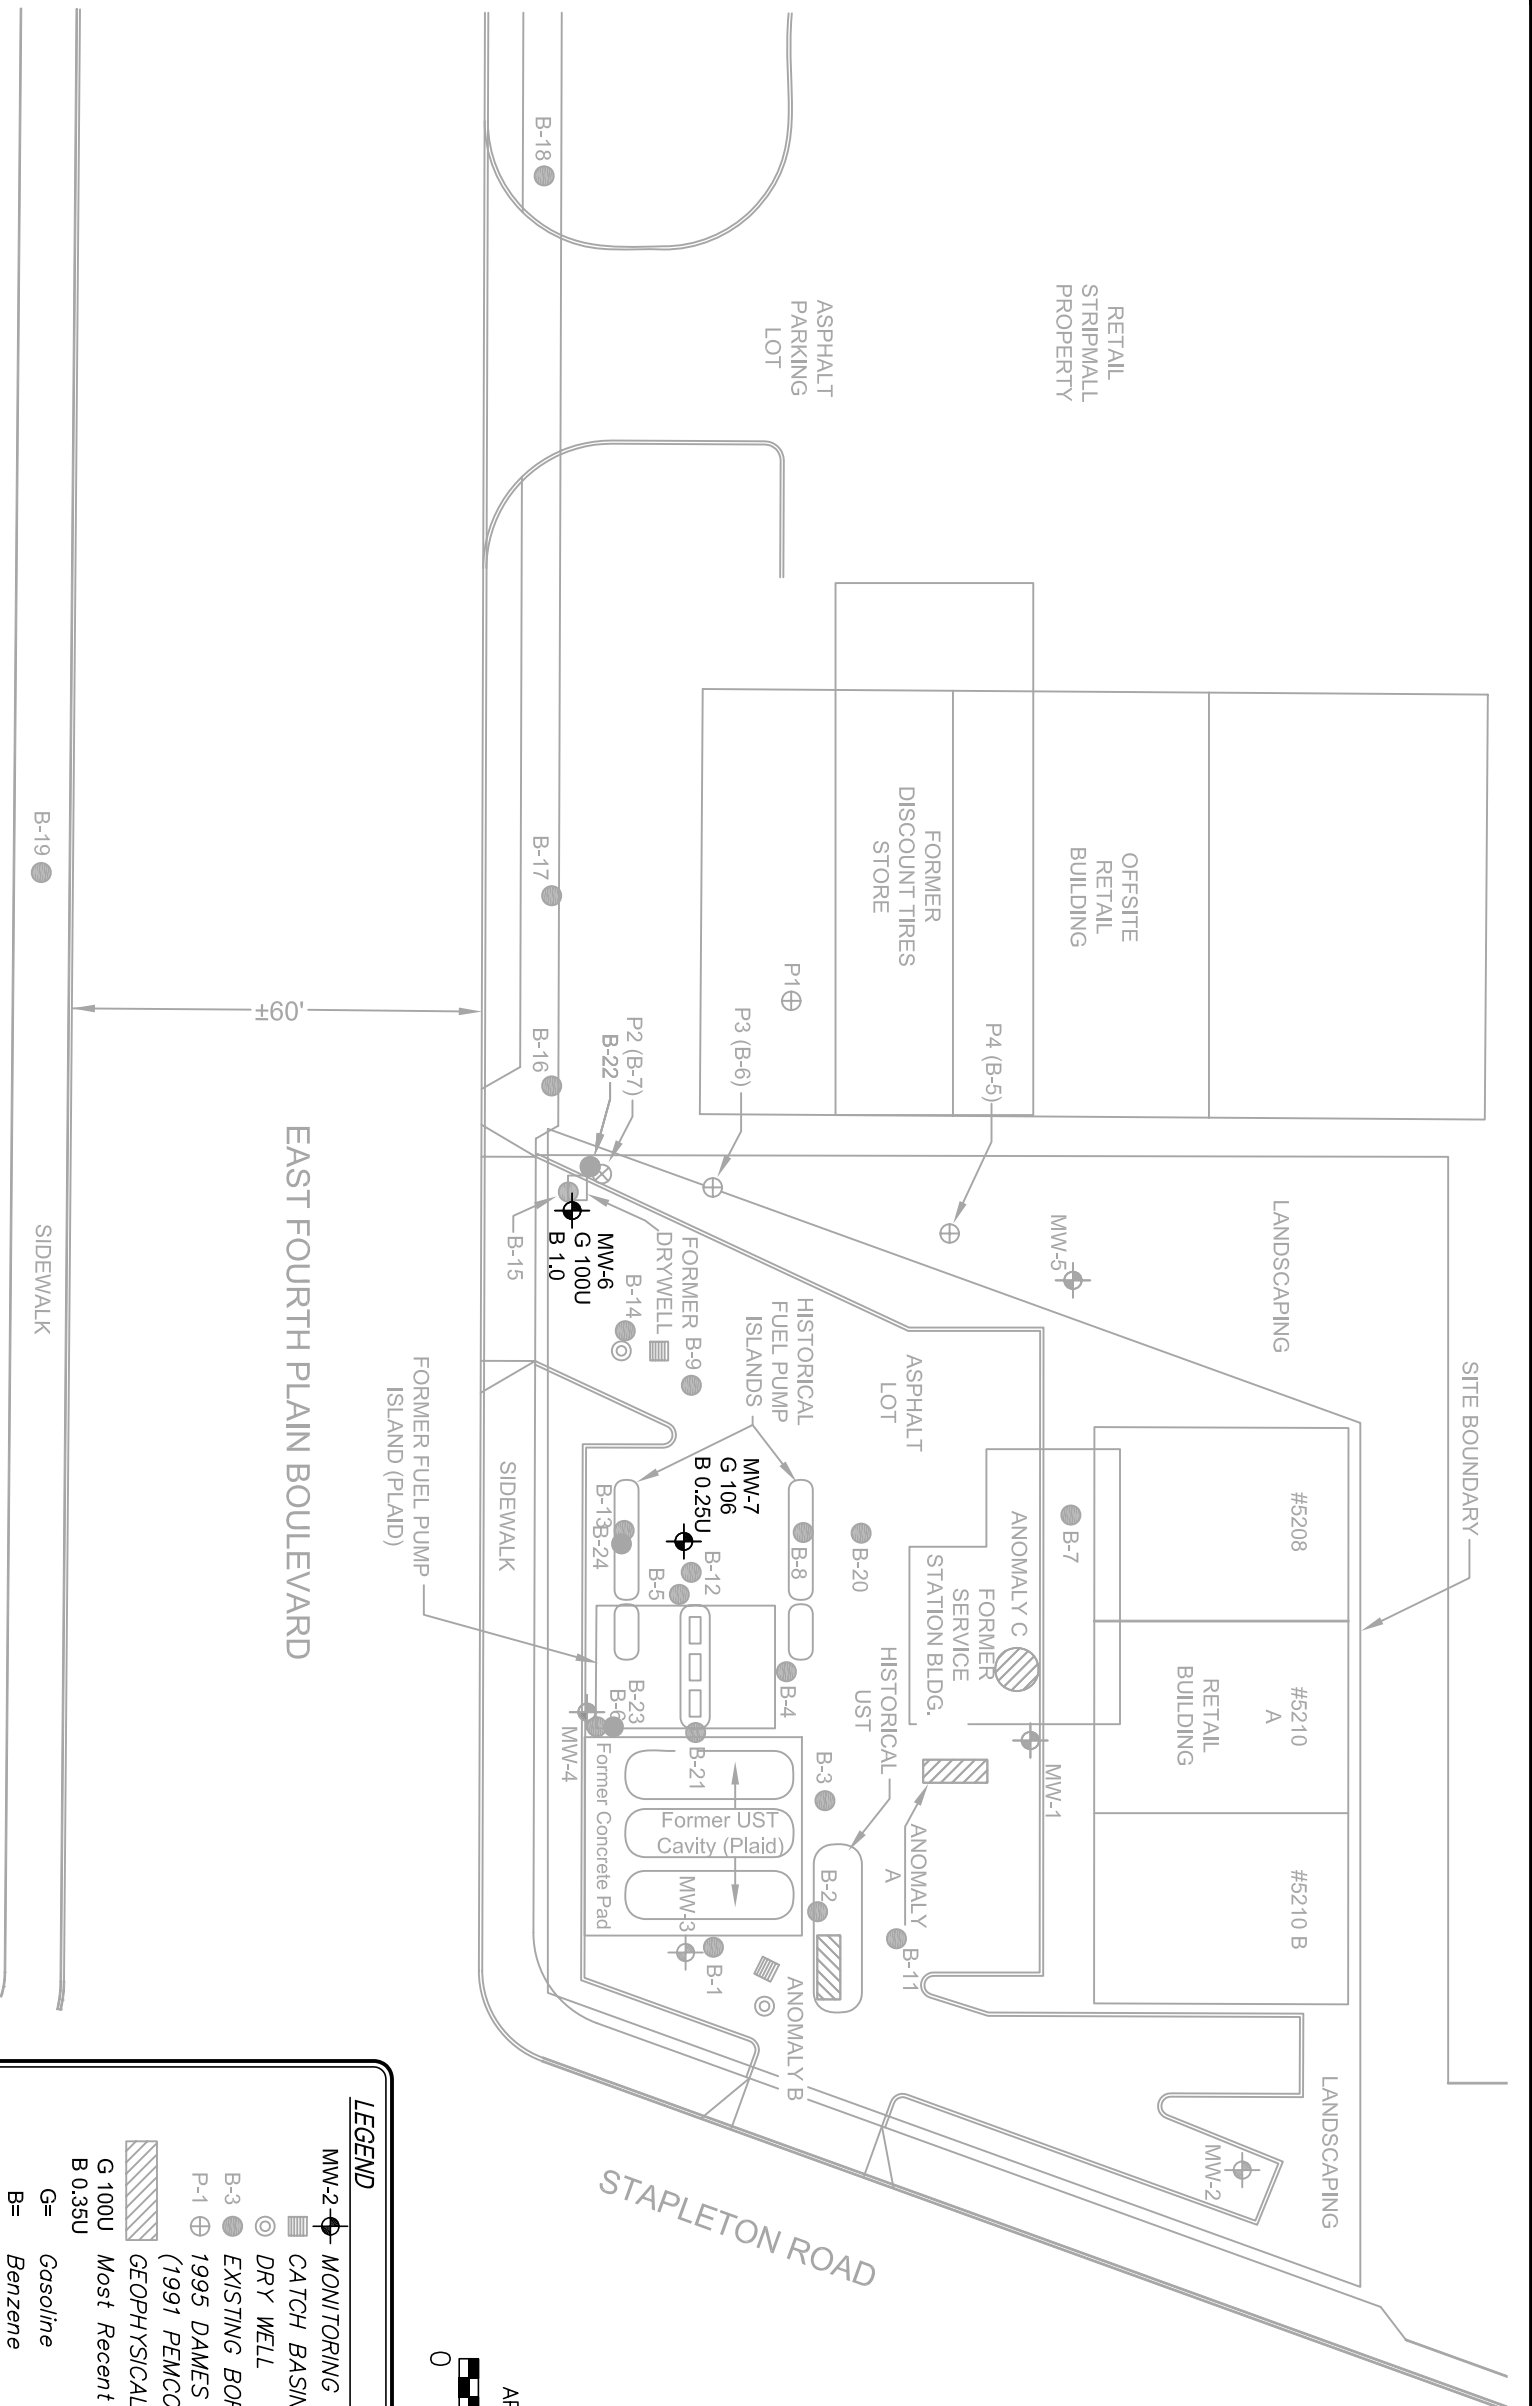 SITE BOUNDARY
LANDSCAPING
LANDSCAPING
#5208
#5210
A
#5210 B
RETAIL
BUILDING
RETAIL
STRIPMALL
PROPERTY
OFFSITE
RETAIL
BUILDING
MW-5
B-7
MW-1
MW-2
ANOMALY C
FORMER
SERVICE
STATION BLDG.
P4 (B-5)
FORMER
DISCOUNT TIRES
STORE
ASPHALT
LOT
ANOMALY
A
B-11
HISTORICAL
UST
B-20
ASPHALT
PARKING
LOT
P1
P3 (B-6)
HISTORICAL
FUEL PUMP
ISLANDS
B-8
B-4
B-3
B-2
ANOMALY B
MW-7
G 106
B 0.25U
B-12
B-5
B-21
MW-3
B-1
FORMER
DRYWELL
B-9
B-14
P2 (B-7)
B-22
MW-6
G 100U
B 1.0
B-15
B-13
B-24
B-23
B-6
MW-4
Former UST
Cavity (Plaid)
Former Concrete Pad
B-18
B-17
B-16
SIDEWALK
FORMER FUEL PUMP
ISLAND (PLAID)
±60'
EAST FOURTH PLAIN BOULEVARD
STAPLETON ROAD
B-19
SIDEWALK
LEGEND
MW-2 MONITORING
CATCH BASIN
DRY WELL
B-3 EXISTING BOR
P-1 1995 DAMES
(1991 PEMCO
GEOPHYSICAL
G 100U Most Recent
B 0.35U
G= Gasoline
B= Benzene
0